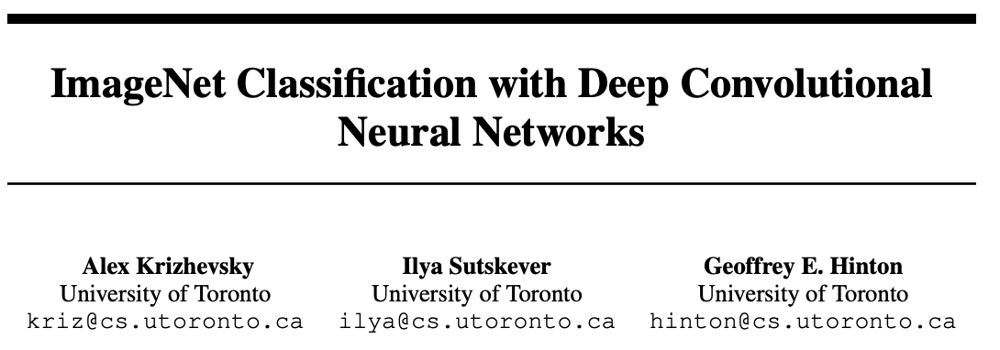 ImageNet Classification with Deep Convolutional
Neural Networks
Alex Krizhevsky
University of Toronto
kriz@cs.utoronto.ca
Ilya Sutskever
University of Toronto
ilya@cs.utoronto.ca
Geoffrey E. Hinton
University of Toronto
hinton@cs.utoronto.ca